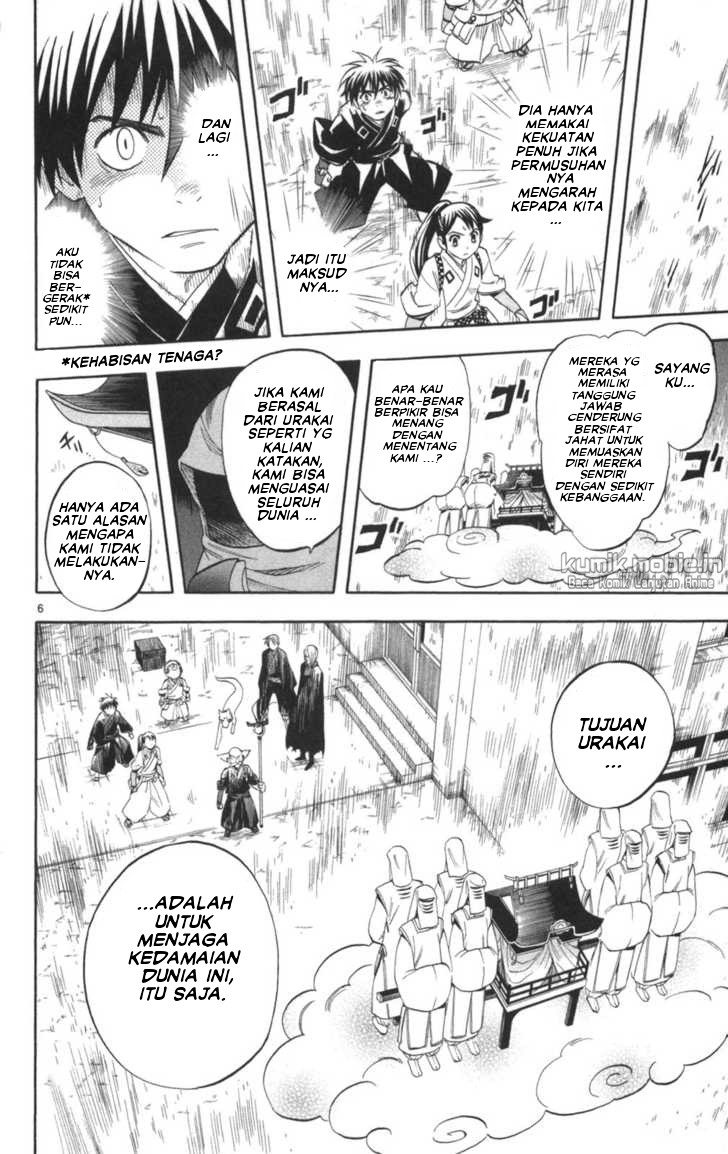 DIA HANYA
MEMAKAI
KEKUATAN
PENUH JIKA
PERMUSUHAN
NYA
MENGARAH
KEPADA KITA
...
JADI ITU
MAKSUD
NYA...
ゴ
ゴ
DAN
LAGI
...
AKU
TIDAK
BISA
BER-
GERAK*
SEDIKIT
PUN...
*KEHABISAN TENAGA?
SAYANG
KU...
MEREKA YG
MERASA
MEMILIKI
TANGGUNG
JAWAB
CENDERUNG
BERSIFAT
JAHAT UNTUK
MEMUASKAN
DIRI MEREKA
SENDIRI
DENGAN SEDIKIT
KEBANGGAAN.
APA KAU
BENAR-BENAR
BERPIKIR BISA
MENANG
DENGAN
MENENTANG
KAMI ...?
ゴ
ゴ
JIKA KAMI
BERASAL
DARI URAKAI
SEPERTI YG
KALIAN
KATAKAN,
KAMI BISA
MENGUASAI
SELURUH
DUNIA ...
HANYA ADA
SATU ALASAN
MENGAPA
KAMI TIDAK
MELAKUKAN-
NYA.
kumik.mobie.in
Baca Komik Lanjutan Anime
6
TUJUAN
URAKAI
...
...ADALAH
UNTUK
MENJAGA
KEDAMAIAN
DUNIA INI,
ITU SAJA.